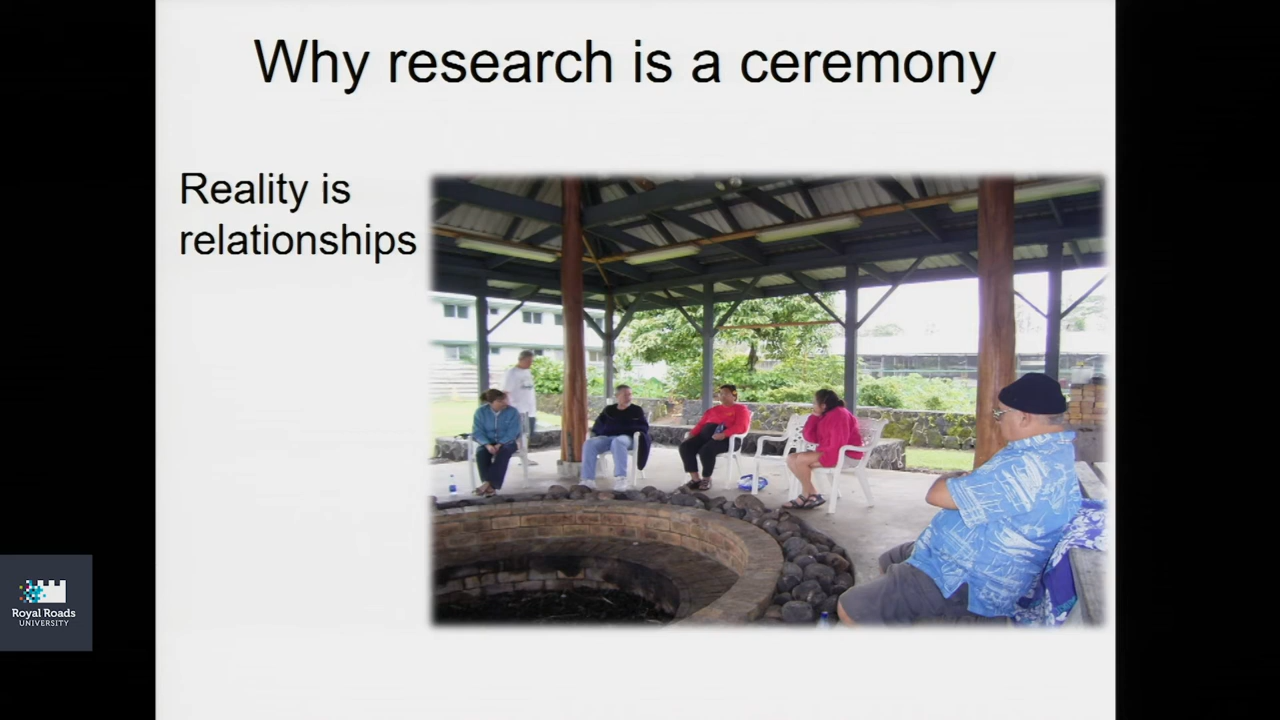 Why research is a ceremony
Reality is
relationships
Royal Roads
UNIVERSITY